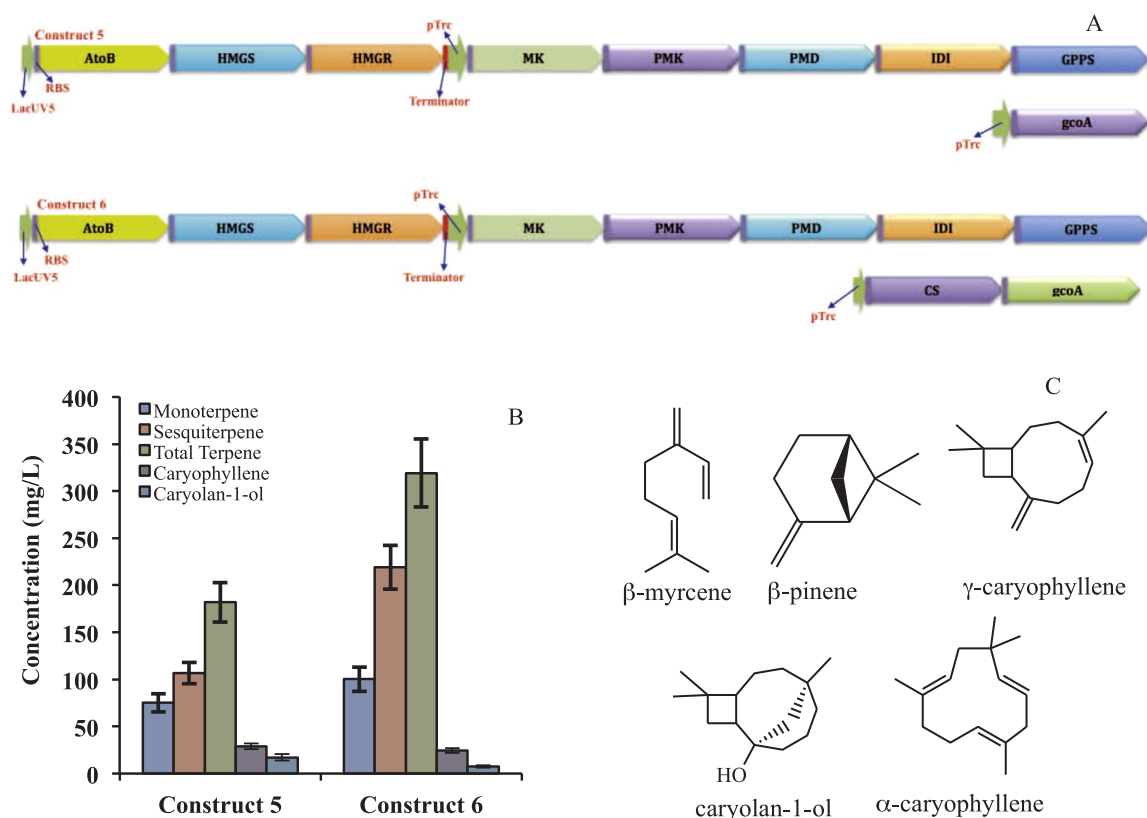 A
pTrc
Construct 5
AtoB HMGS HMGR MK PMK PMD IDI GPPS
RBS
LacUV5
Terminator
gcoA
pTrc
pTrc
Construct 6
AtoB HMGS HMGR MK PMK PMD IDI GPPS
RBS
LacUV5
Terminator
CS gcoA
pTrc
B
Concentration (mg/L)
400
350
300
250
200
150
100
50
0
Monoterpene
Sesquiterpene
Total Terpene
Caryophyllene
Caryolan-1-ol
Construct 5 Construct 6
C
β-myrcene β-pinene γ-caryophyllene
HO
caryolan-1-ol α-caryophyllene